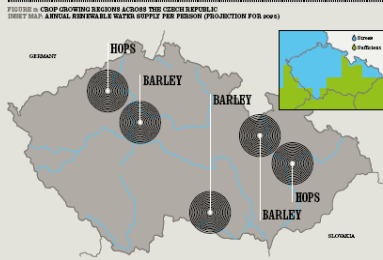 FIGURE 6: CROP GROWING REGIONS ACROSS THE CZECH REPUBLIC
INSET MAP: ANNUAL RENEWABLE WATER SUPPLY PER PERSON (PROJECTION FOR 2025)
Stress
Sufficient
GERMANY
HOPS
BARLEY
BARLEY
HOPS
BARLEY
SLOVAKIA